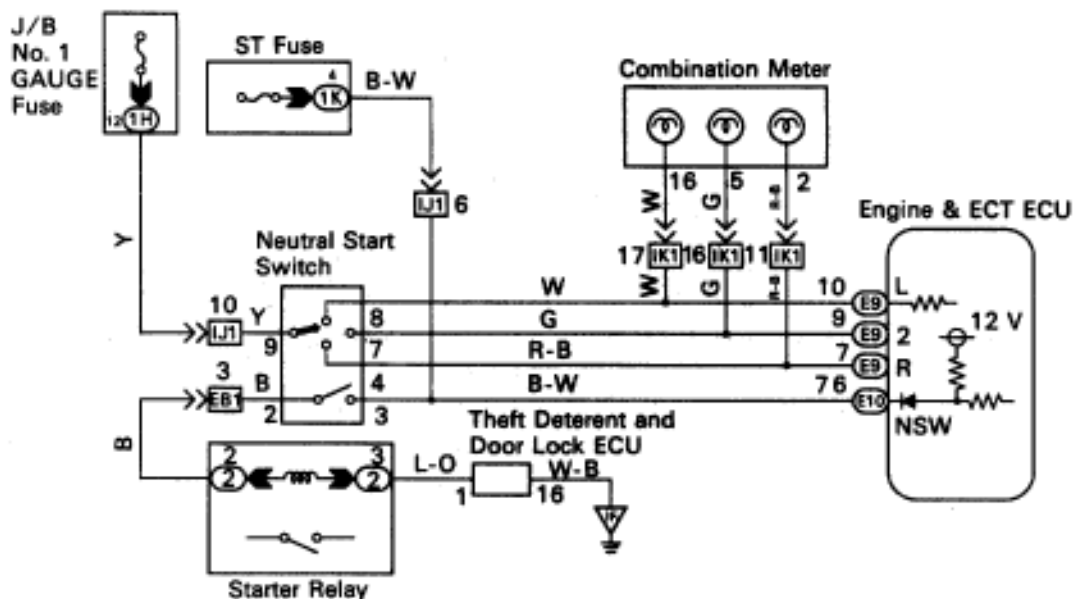 J/B
No. 1
GAUGE
Fuse
12 1H
ST Fuse
4
1K
B-W
IJ1 6
Combination Meter
16 5 2
W G R-B
17 IK1 16 IK1 11 IK1
W G R-B
Engine & ECT ECU
Y
Neutral Start
Switch
10
IJ1
Y
9
8
7
W
G
R-B
B-W
10 E9 L
9 E9 2
7 E9 R
76 E10 NSW
12 V
3
EB1
B
2
4
3
B
Theft Deterent and
Door Lock ECU
2 3
2 2
L-O
1
16
W-B
IF
Starter Relay